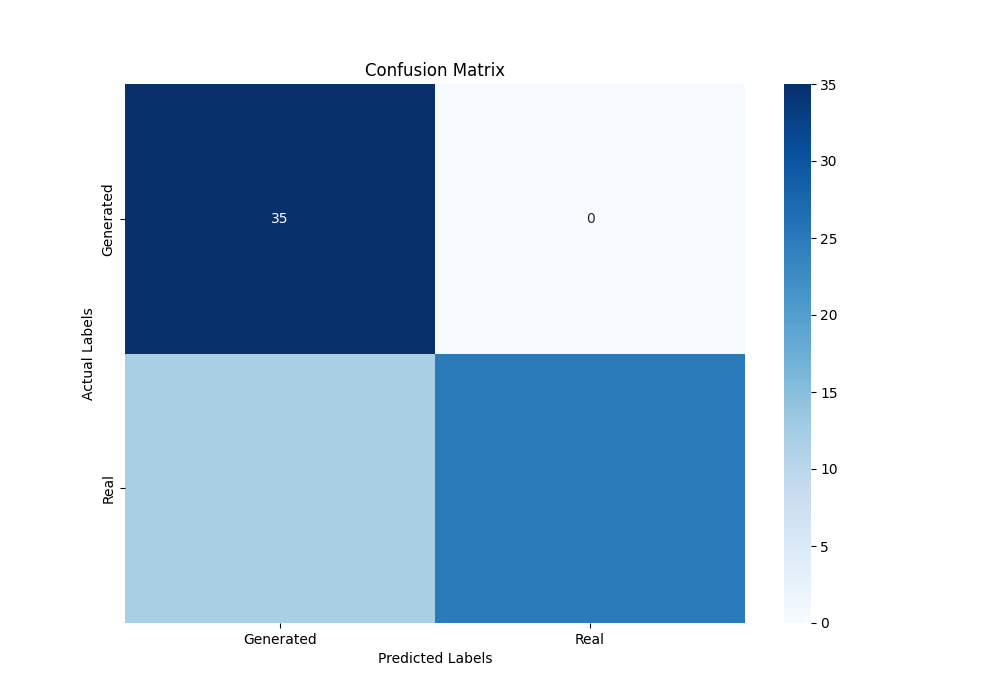 Confusion Matrix
Actual Labels
Generated
Real
35
0
Generated
Real
Predicted Labels
35
30
25
20
15
10
5
0